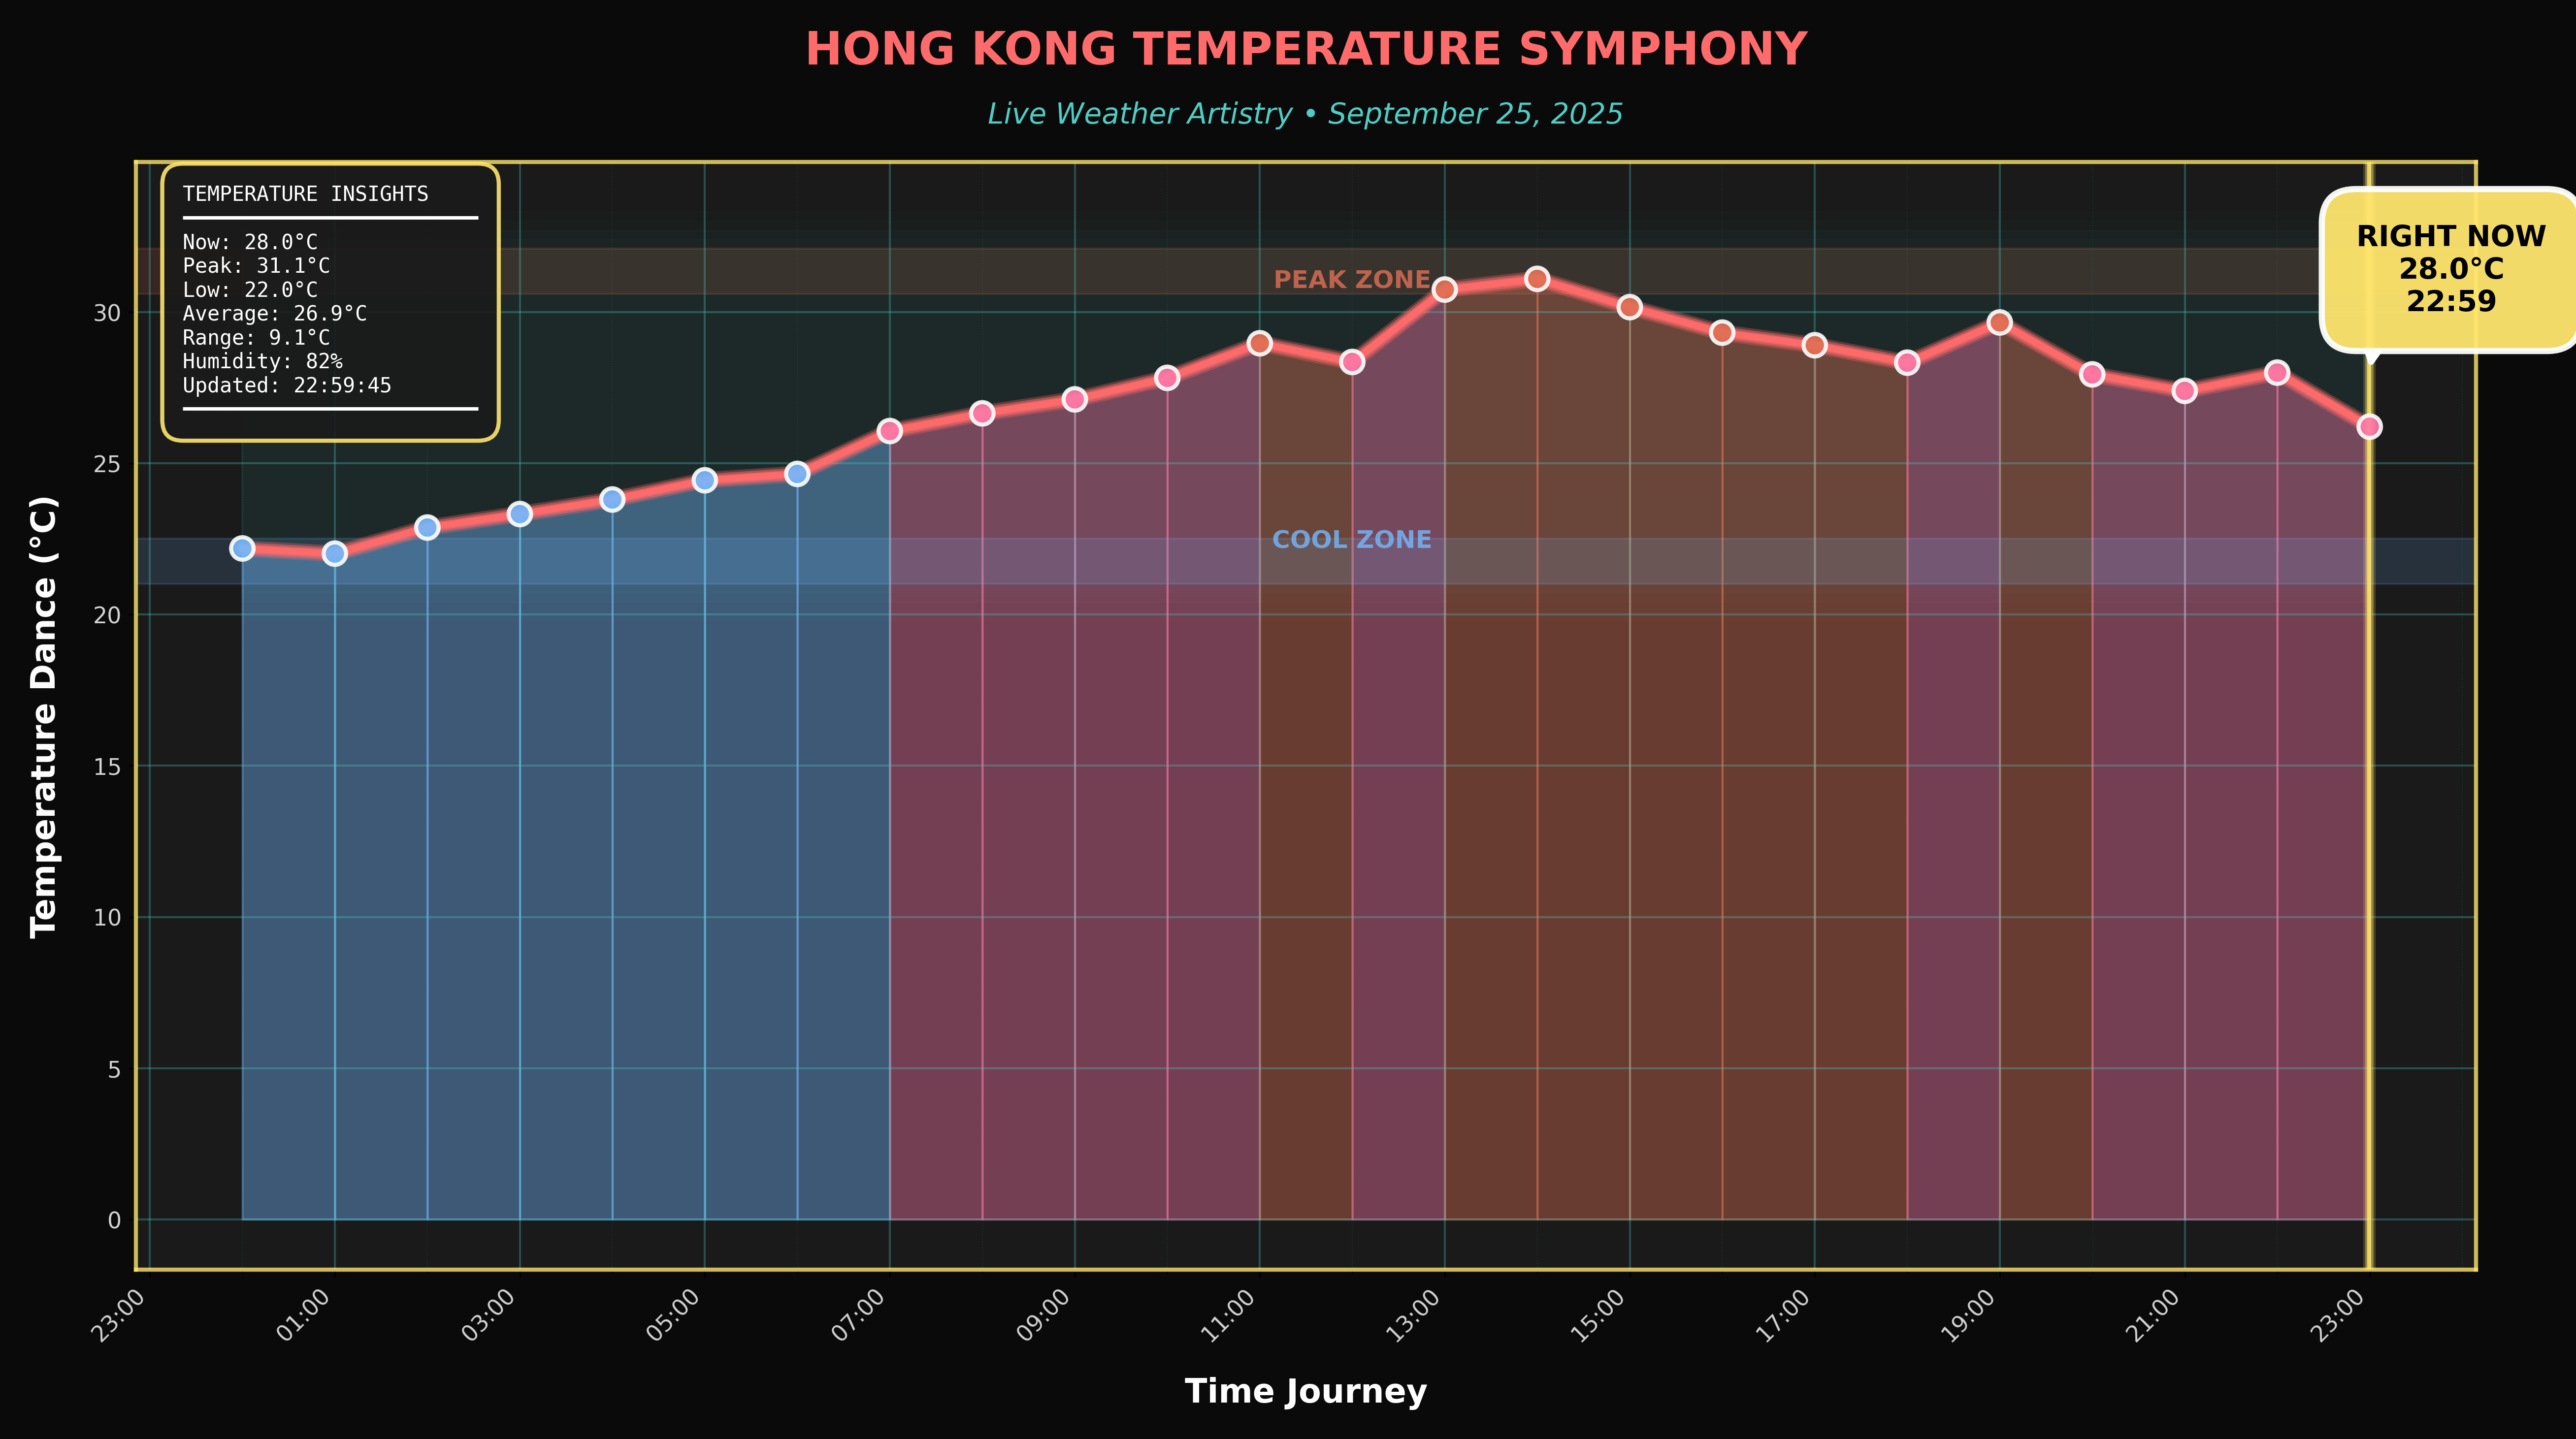 HONG KONG TEMPERATURE SYMPHONY
Live Weather Artistry • September 25, 2025
TEMPERATURE INSIGHTS
Now: 28.0°C
Peak: 31.1°C
Low: 22.0°C
Average: 26.9°C
Range: 9.1°C
Humidity: 82%
Updated: 22:59:45
RIGHT NOW
28.0°C
22:59
PEAK ZONE
COOL ZONE
Temperature Dance (°C)
30
25
20
15
10
5
0
23:00
01:00
03:00
05:00
07:00
09:00
11:00
13:00
15:00
17:00
19:00
21:00
23:00
Time Journey